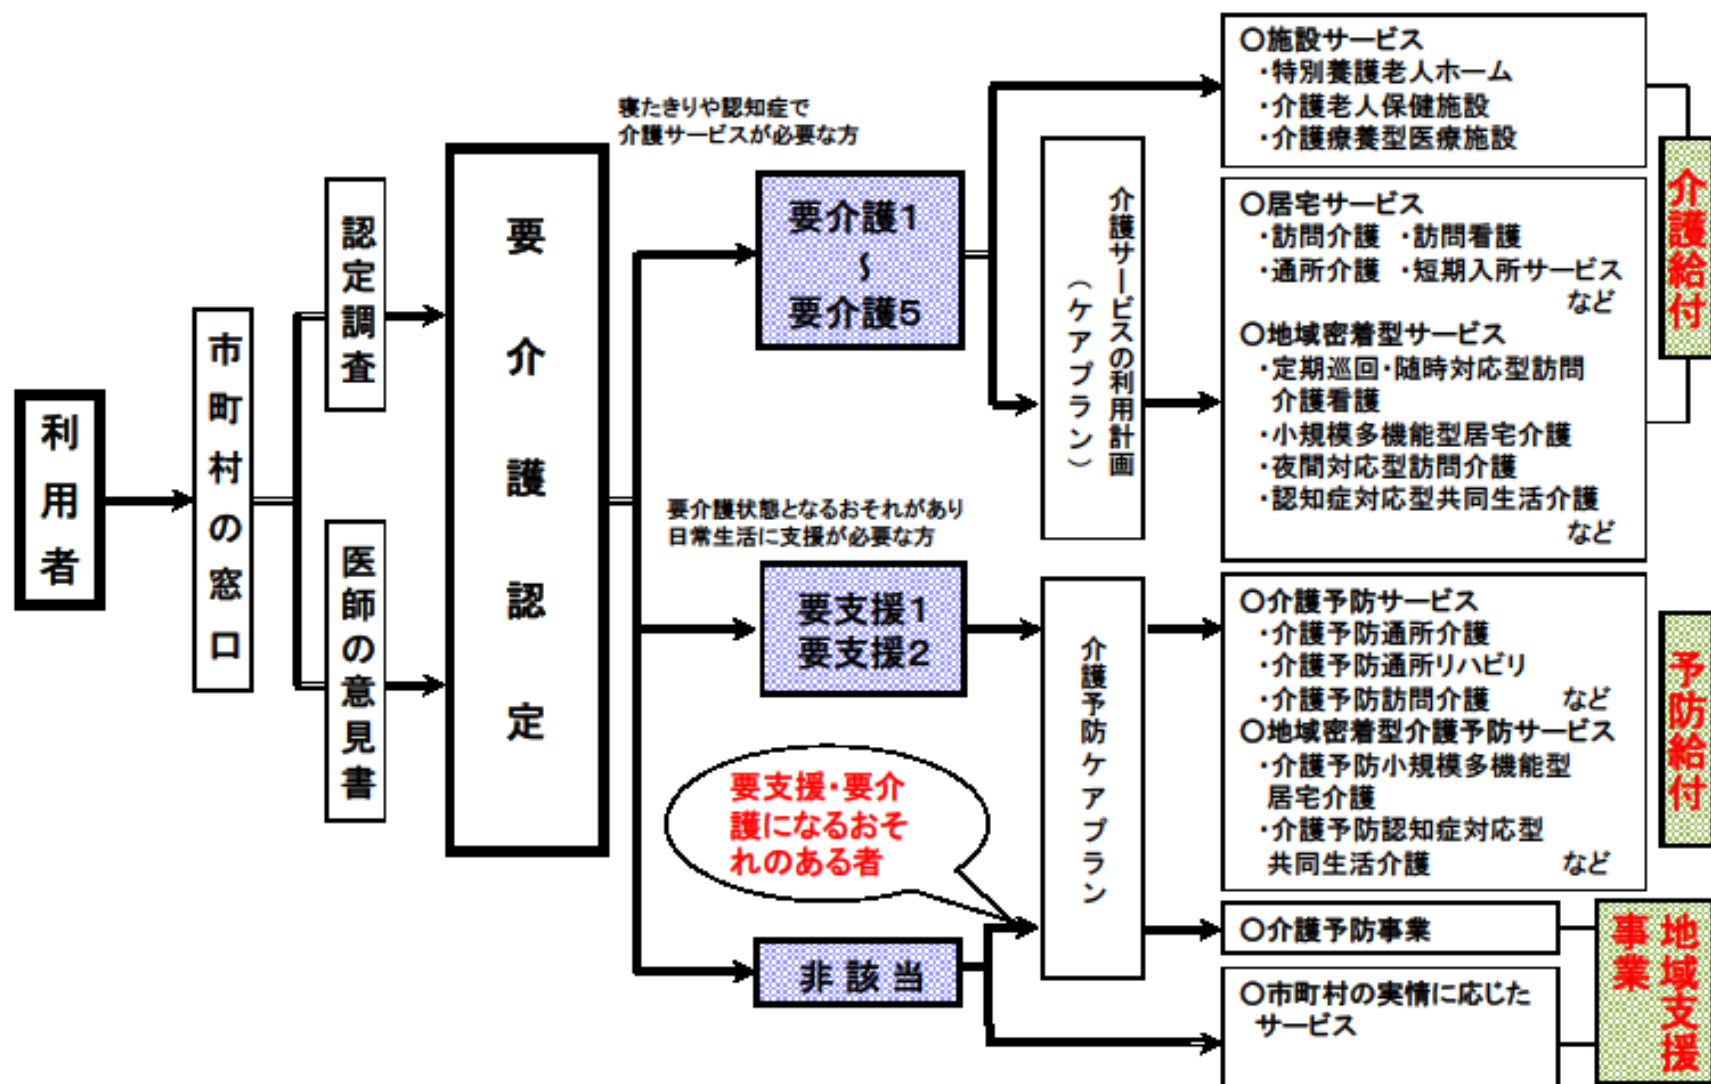 利用者
市町村の窓口
認定調査
医師の意見書
要介護認定
寝たきりや認知症で
介護サービスが必要な方
要介護1
〜
要介護5
要介護状態となるおそれがあり
日常生活に支援が必要な方
要支援1
要支援2
要支援・要介
護になるおそ
れのある者
非該当
介護サービスの利用計画
(ケアプラン)
介護予防ケアプラン
○施設サービス
・特別養護老人ホーム
・介護老人保健施設
・介護療養型医療施設
○居宅サービス
・訪問介護 ・訪問看護
・通所介護 ・短期入所サービス
など
○地域密着型サービス
・定期巡回・随時対応型訪問
介護看護
・小規模多機能型居宅介護
・夜間対応型訪問介護
・認知症対応型共同生活介護
など
○介護予防サービス
・介護予防通所介護
・介護予防通所リハビリ
・介護予防訪問介護 など
○地域密着型介護予防サービス
・介護予防小規模多機能型
居宅介護
・介護予防認知症対応型
共同生活介護 など
○介護予防事業
○市町村の実情に応じた
サービス
介護給付
予防給付
地域支援
事業